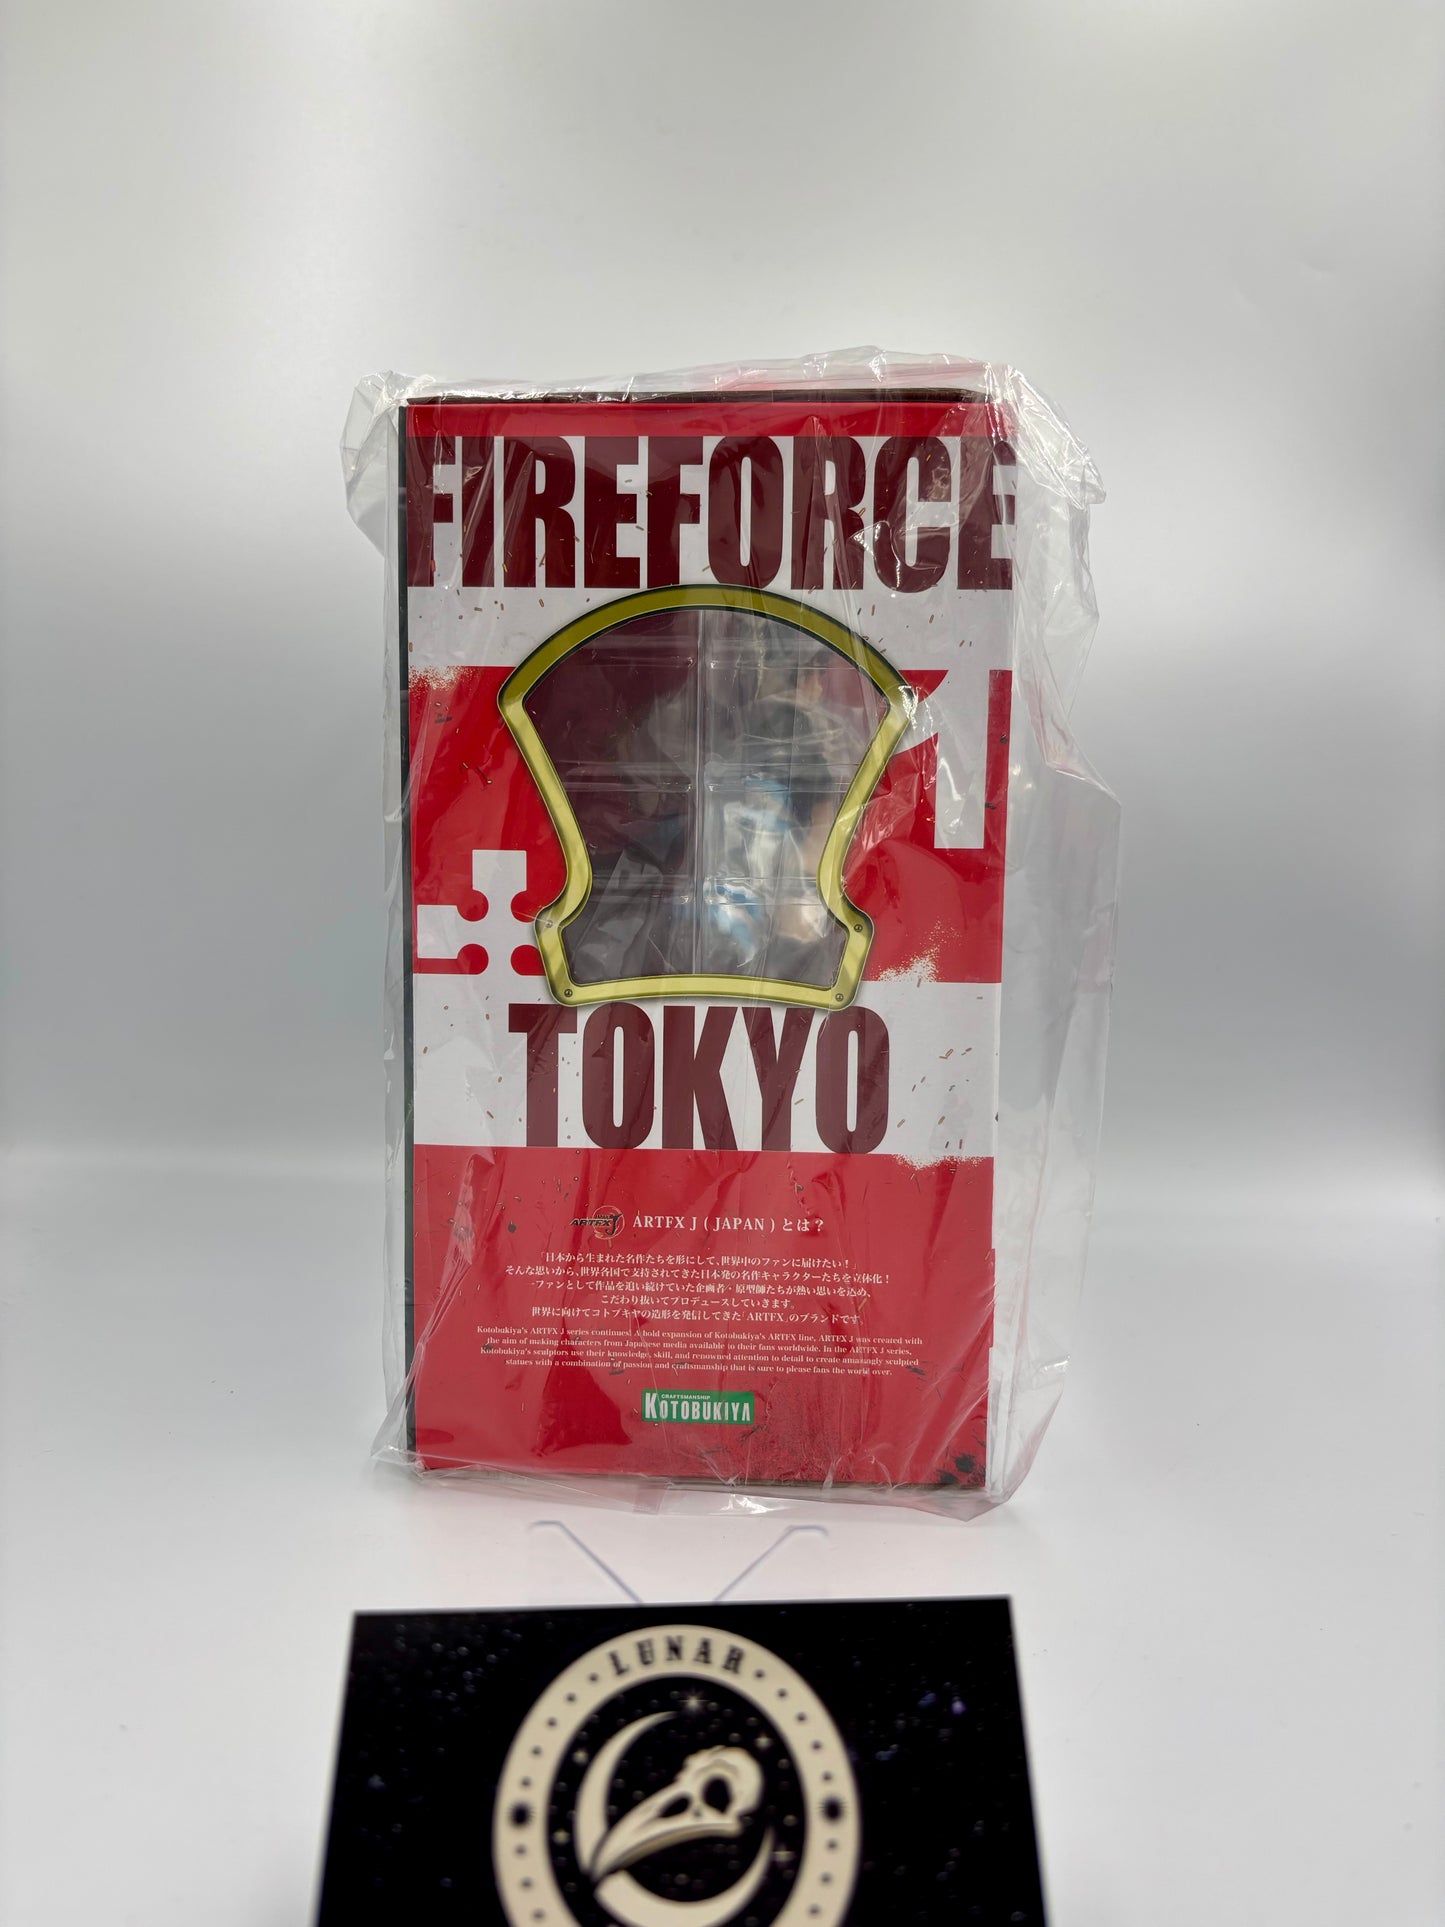 FIREFORCE
TOKYO
ARTFX J ARTFX J ( JAPAN ) とは？
「日本から生まれた名作たちを形にして、世界中のファンに届けたい！」
そんな思いから、世界各国で支持されてきた日本発の名作キャラクターたちを立体化！
ファンとして作品を追い続けていた企画者・原型師たちが熱い思いを込め、
こだわり抜いてプロデュースしていきます。
世界に向けてコトブキヤの造形を発信してきた「ARTFX」のブランドです。
Kotobukiya's ARTFX J series continues! A bold expansion of Kotobukiya's ARTFX line, ARTFX J was created with
the aim of making characters from Japanese media available to their fans worldwide. In the ARTFX J series,
Kotobukiya's sculptors use their knowledge, skill, and renowned attention to detail to create amazingly sculpted
statues with a combination of passion and craftsmanship that is sure to please fans the world over.
CRAFTSMANSHIP
KOTOBUKIYA
LUNAR